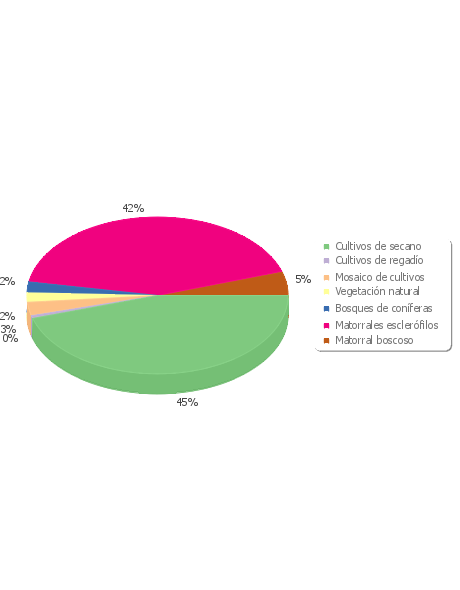 42%
2%
5%
2%
3%
0%
45%
Cultivos de secano
Cultivos de regadío
Mosaico de cultivos
Vegetación natural
Bosques de coníferas
Matorrales esclerófilos
Matorral boscoso